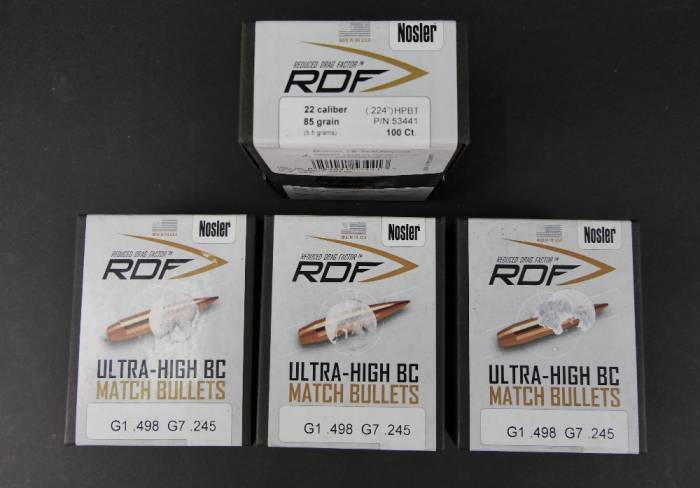 MADE IN THE U.S.A.
Nosler
REDUCED DRAG FACTOR™
RDF
22 caliber (.224") HPBT
85 grain P/N 53441
(5.5 grams) 100 Ct.
Nosler
REDUCED DRAG FACTOR™
RDF
ULTRA-HIGH BC
MATCH BULLETS
G1 .498 G7 .245
Nosler
REDUCED DRAG FACTOR™
RDF
ULTRA-HIGH BC
MATCH BULLETS
G1 .498 G7 .245
Nosler
REDUCED DRAG FACTOR™
RDF
ULTRA-HIGH BC
MATCH BULLETS
G1 .498 G7 .245